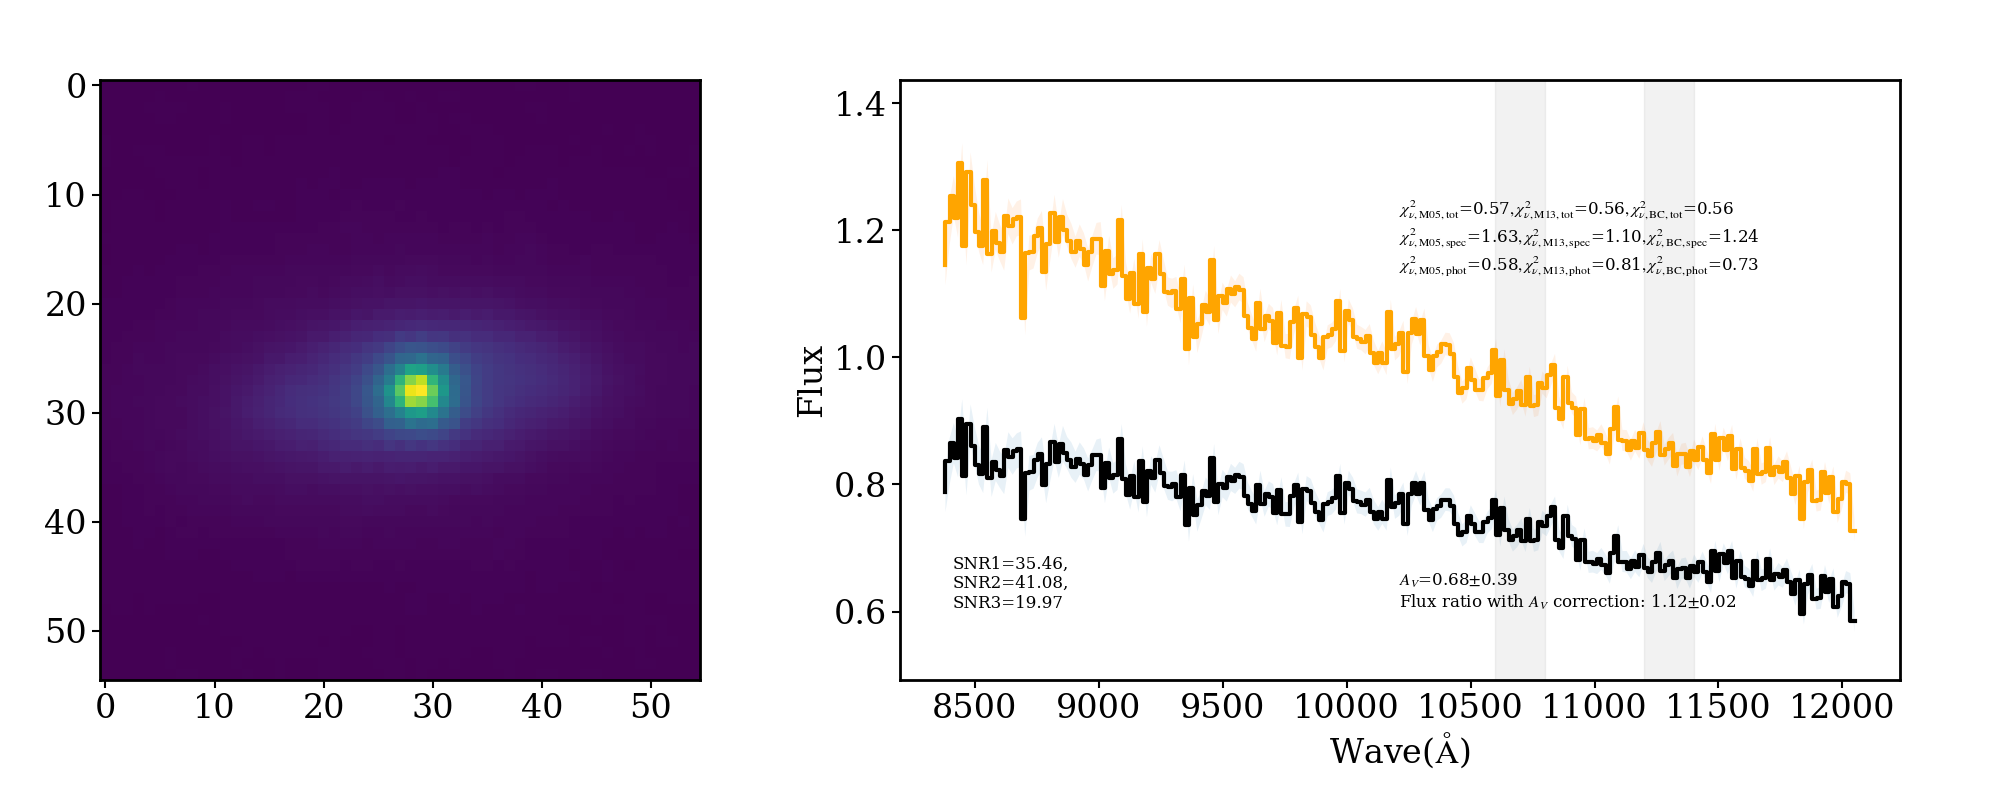 0
10
20
30
40
50
0 10 20 30 40 50
1.4
1.2
1.0
0.8
0.6
Flux
χ²ν,M05,tot=0.57,χ²ν,M13,tot=0.56,χ²ν,BC,tot=0.56
χ²ν,M05,spec=1.63,χ²ν,M13,spec=1.10,χ²ν,BC,spec=1.24
χ²ν,M05,phot=0.58,χ²ν,M13,phot=0.81,χ²ν,BC,phot=0.73
SNR1=35.46,
SNR2=41.08,
SNR3=19.97
AV=0.68±0.39
Flux ratio with AV correction: 1.12±0.02
8500 9000 9500 10000 10500 11000 11500 12000
Wave(Å)